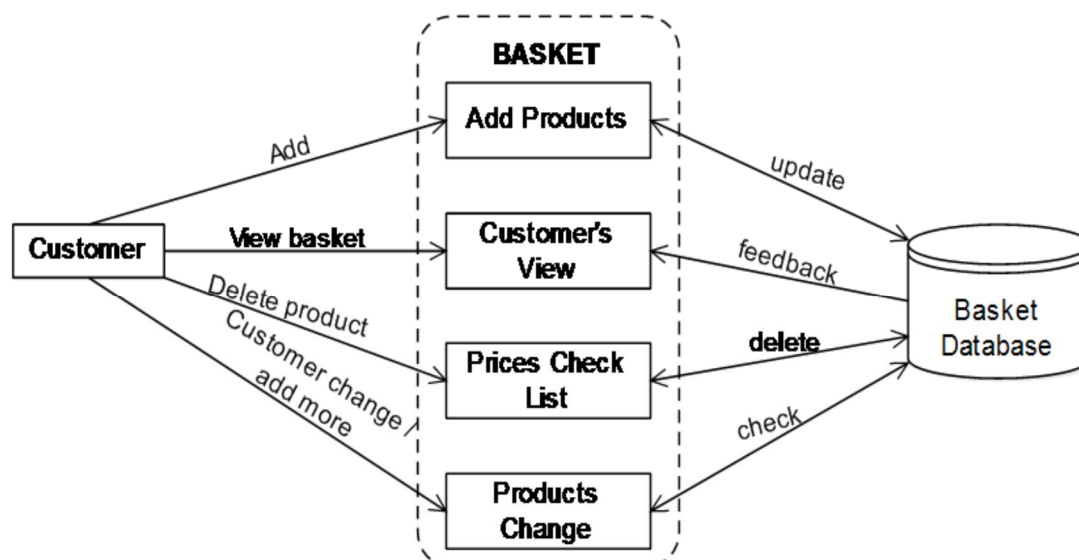 BASKET
Add Products
Add
update
Customer
View basket
Customer's
View
feedback
Basket
Database
Delete product
Customer change /
add more
Prices Check
List
delete
check
Products
Change